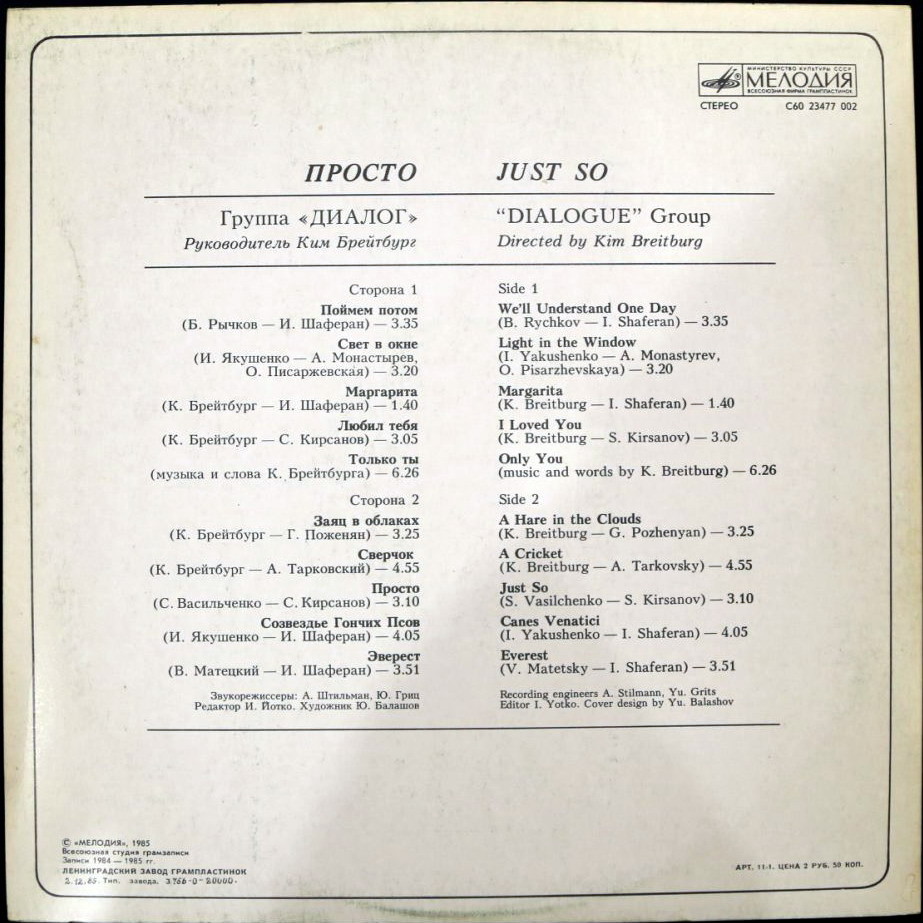 МИНИСТЕРСТВО КУЛЬТУРЫ СССР
МЕЛОДИЯ
ВСЕСОЮЗНАЯ ФИРМА ГРАМПЛАСТИНОК
СТЕРЕО С60 23477 002
ПРОСТО
Группа «ДИАЛОГ»
Руководитель Ким Брейтбург
Сторона 1
Поймем потом
(Б. Рычков — И. Шаферан) — 3.35
Свет в окне
(И. Якушенко — А. Монастырев,
О. Писаржевская) — 3.20
Маргарита
(К. Брейтбург — И. Шаферан) — 1.40
Любил тебя
(К. Брейтбург — С. Кирсанов) — 3.05
Только ты
(музыка и слова К. Брейтбурга) — 6.26
Сторона 2
Заяц в облаках
(К. Брейтбург — Г. Поженян) — 3.25
Сверчок
(К. Брейтбург — А. Тарковский) — 4.55
Просто
(С. Васильченко — С. Кирсанов) — 3.10
Созвездье Гончих Псов
(И. Якушенко — И. Шаферан) — 4.05
Эверест
(В. Матецкий — И. Шаферан) — 3.51
Звукорежиссеры: А. Штильман, Ю. Гриц
Редактор И. Йотко. Художник Ю. Балашов
JUST SO
“DIALOGUE” Group
Directed by Kim Breitburg
Side 1
We'll Understand One Day
(B. Rychkov — I. Shaferan) — 3.35
Light in the Window
(I. Yakushenko — A. Monastyrev,
O. Pisarzhevskaya) — 3.20
Margarita
(K. Breitburg — I. Shaferan) — 1.40
I Loved You
(K. Breitburg — S. Kirsanov) — 3.05
Only You
(music and words by K. Breitburg) — 6.26
Side 2
A Hare in the Clouds
(K. Breitburg — G. Pozhenyan) — 3.25
A Cricket
(K. Breitburg — A. Tarkovsky) — 4.55
Just So
(S. Vasilchenko — S. Kirsanov) — 3.10
Canes Venatici
(I. Yakushenko — I. Shaferan) — 4.05
Everest
(V. Matetsky — I. Shaferan) — 3.51
Recording engineers A. Stilmann, Yu. Grits
Editor I. Yotko. Cover design by Yu. Balashov
© «МЕЛОДИЯ», 1985
Всесоюзная студия грамзаписи
Записи 1984 — 1985 гг.
ЛЕНИНГРАДСКИЙ ЗАВОД ГРАМПЛАСТИНОК
2.12.85. Тип. завода. З.766-0-20000.
АРТ. 11-1. ЦЕНА 2 РУБ. 50 КОП.